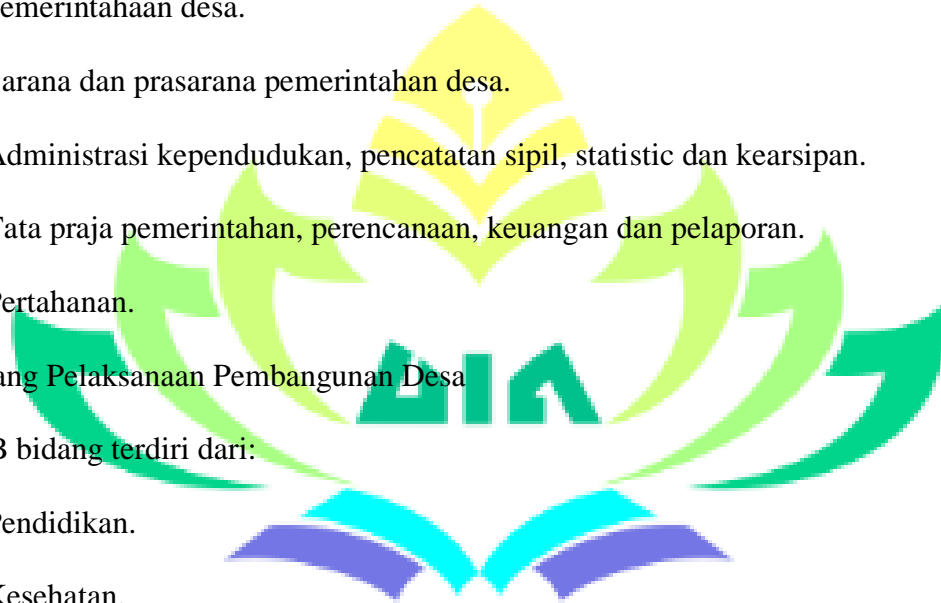 emerintahaan desa.
arana dan prasarana pemerintahan desa.
Administrasi kependudukan, pencatatan sipil, statistic dan kearsipan.
Tata praja pemerintahan, perencanaan, keuangan dan pelaporan.
Pertahanan.
ang Pelaksanaan Pembangunan Desa
B bidang terdiri dari:
Pendidikan.
Kesehatan.